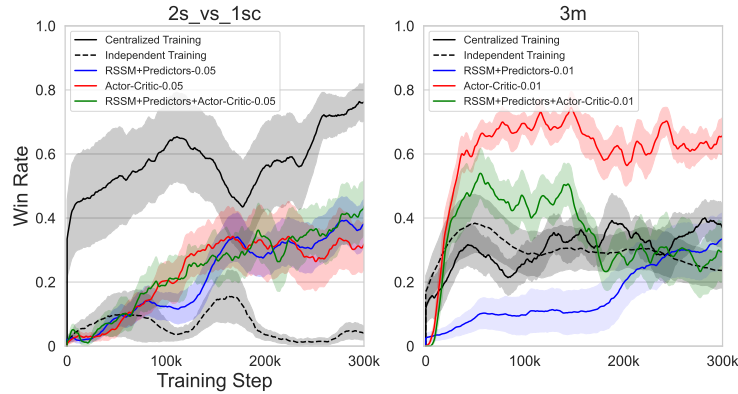 2s_vs_1sc
1.0
0.8
0.6
0.4
0.2
0
Win Rate
Centralized Training
Independent Training
RSSM+Predictors-0.05
Actor-Critic-0.05
RSSM+Predictors+Actor-Critic-0.05
0 100k 200k 300k
Training Step
3m
1.0
0.8
0.6
0.4
0.2
0
Centralized Training
Independent Training
RSSM+Predictors-0.01
Actor-Critic-0.01
RSSM+Predictors+Actor-Critic-0.01
0 100k 200k 300k
Training Step